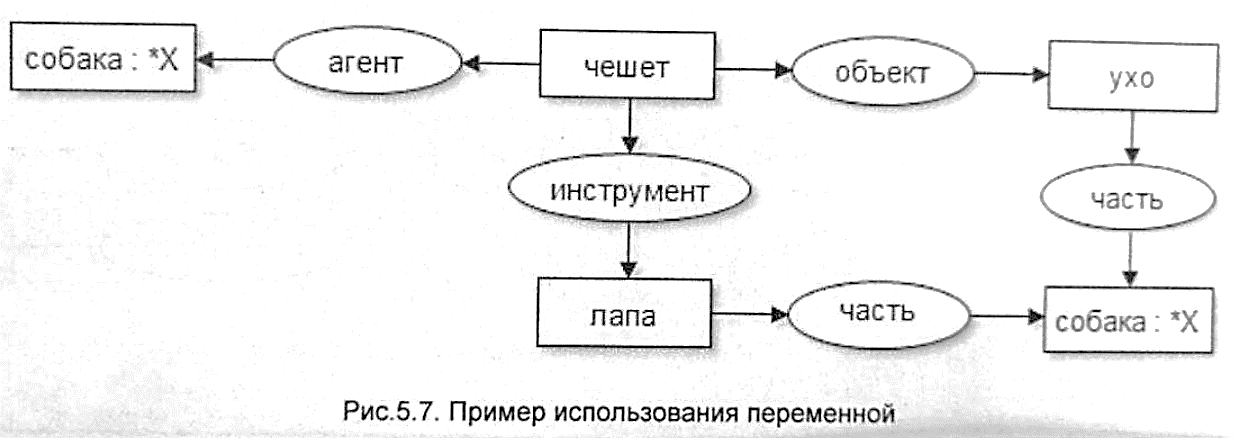 собака : *X
агент
чешет
объект
ухо
инструмент
часть
лапа
часть
собака : *X
Рис.5.7. Пример использования переменной